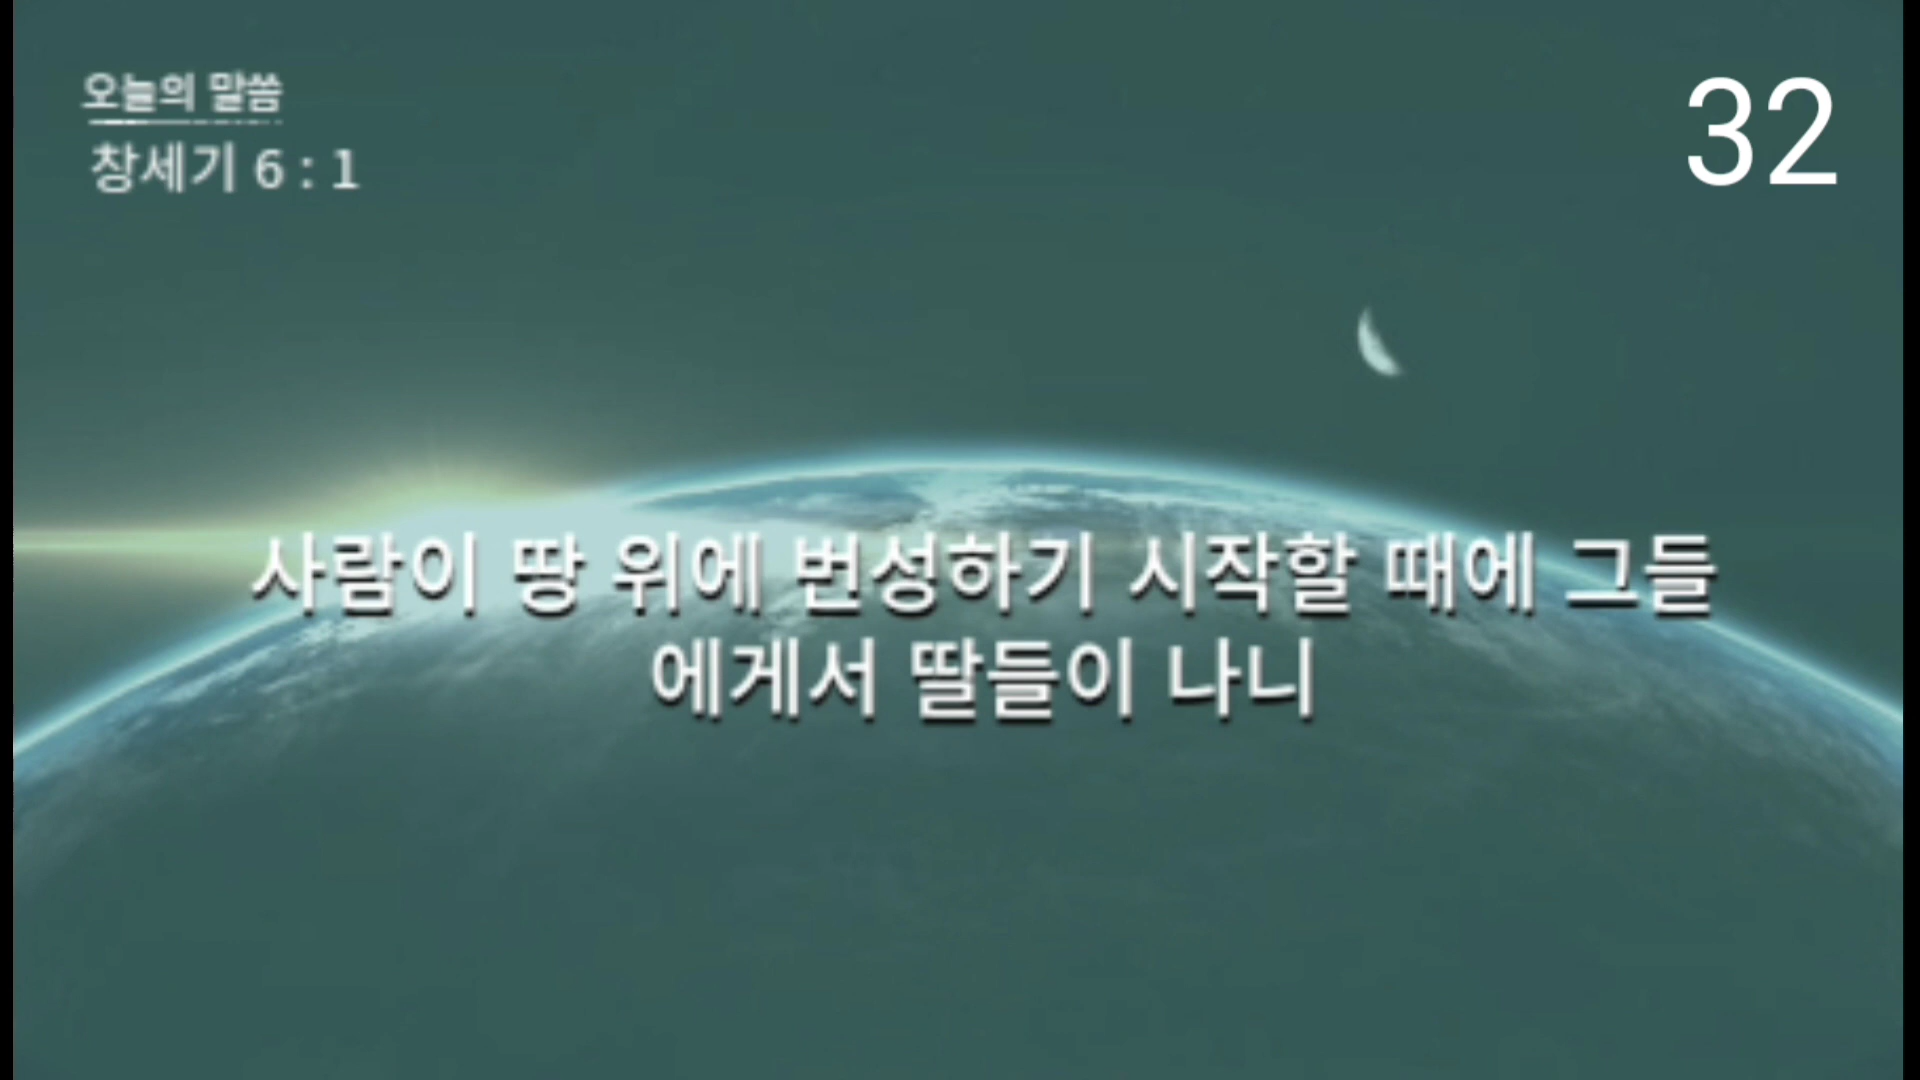 오늘의 말씀
32
창세기 6 : 1
사람이 땅 위에 번성하기 시작할 때에 그들
에게서 딸들이 나니